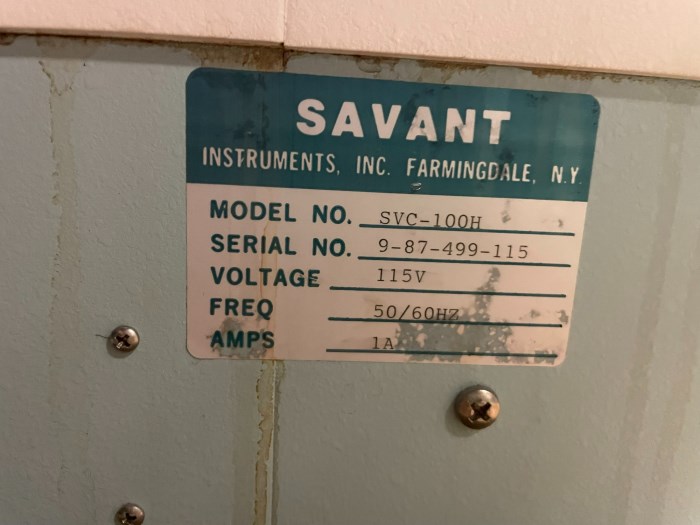 SAVANT
INSTRUMENTS, INC. FARMINGDALE, N.Y.
MODEL NO. SVC-100H
SERIAL NO. 9-87-499-115
VOLTAGE 115V
FREQ 50/60HZ
AMPS 1A